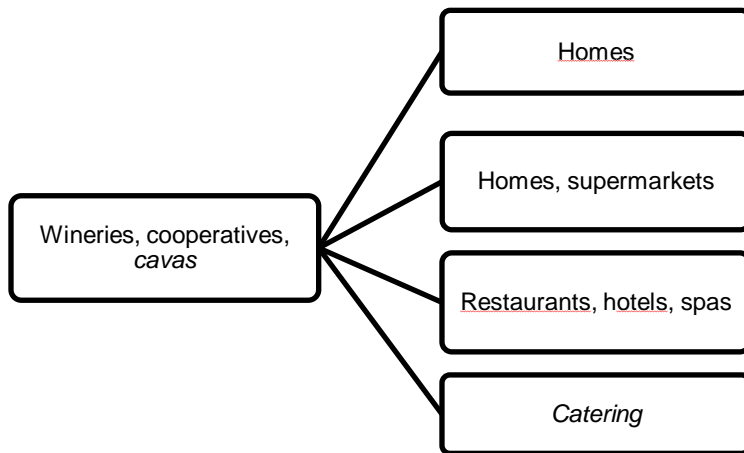 Homes
Homes, supermarkets
Wineries, cooperatives,
cavas
Restaurants, hotels, spas
Catering